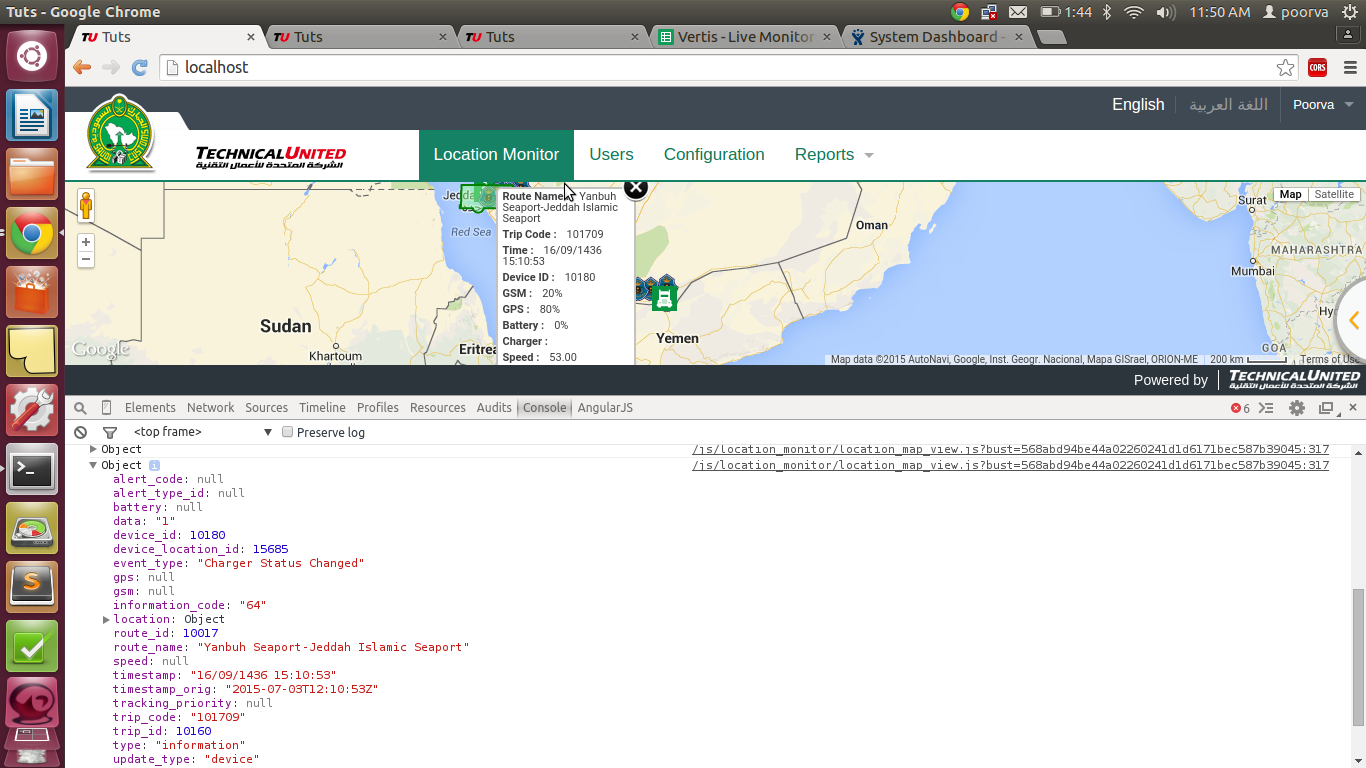 Tuts - Google Chrome
1:44
11:50 AM
poorva
TU Tuts
TU Tuts
TU Tuts
Vertis - Live Monitor
System Dashboard -
localhost
CORS
English
اللغة العربية
Poorva
TECHNICALUNITED
الشركة المتحدة للأعمال التقنية
Location Monitor
Users
Configuration
Reports
Jedda
Red Sea
Sudan
Khartoum
Eritrea
Oman
Yemen
Surat
MAHARASHTRA
Mumbai
Hy
GOA
Map
Satellite
+
−
Route Name : Yanbuh
Seaport-Jeddah Islamic
Seaport
Trip Code : 101709
Time : 16/09/1436
15:10:53
Device ID : 10180
GSM : 20%
GPS : 80%
Battery : 0%
Charger :
Speed : 53.00
Google
Map data ©2015 AutoNavi, Google, Inst. Geogr. Nacional, Mapa GISrael, ORION-ME
200 km
Terms of Use
Powered by
TECHNICALUNITED
الشركة المتحدة للأعمال التقنية
Elements Network Sources Timeline Profiles Resources Audits Console AngularJS
6
<top frame>
Preserve log
Object /js/location_monitor/location_map_view.js?bust=568abd94be44a02260241d1d6171bec587b39045:317
Object /js/location_monitor/location_map_view.js?bust=568abd94be44a02260241d1d6171bec587b39045:317
alert_code: null
alert_type_id: null
battery: null
data: "1"
device_id: 10180
device_location_id: 15685
event_type: "Charger Status Changed"
gps: null
gsm: null
information_code: "64"
location: Object
route_id: 10017
route_name: "Yanbuh Seaport-Jeddah Islamic Seaport"
speed: null
timestamp: "16/09/1436 15:10:53"
timestamp_orig: "2015-07-03T12:10:53Z"
tracking_priority: null
trip_code: "101709"
trip_id: 10160
type: "information"
update_type: "device"